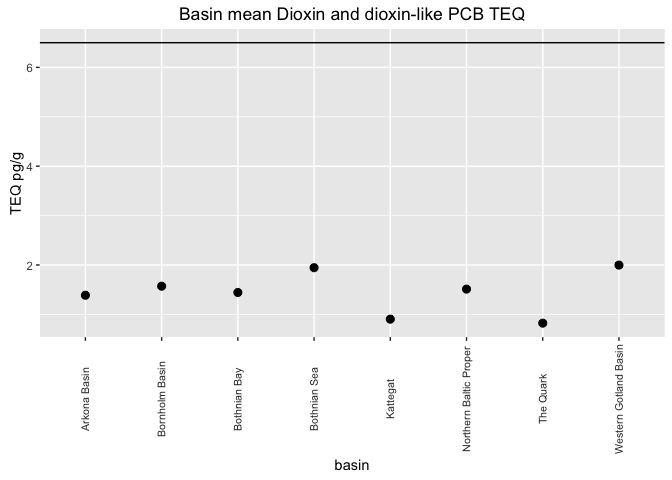 Basin mean Dioxin and dioxin-like PCB TEQ
TEQ pg/g
6
4
2
Arkona Basin
Bornholm Basin
Bothnian Bay
Bothnian Sea
Kattegat
Northern Baltic Proper
The Quark
Western Gotland Basin
basin